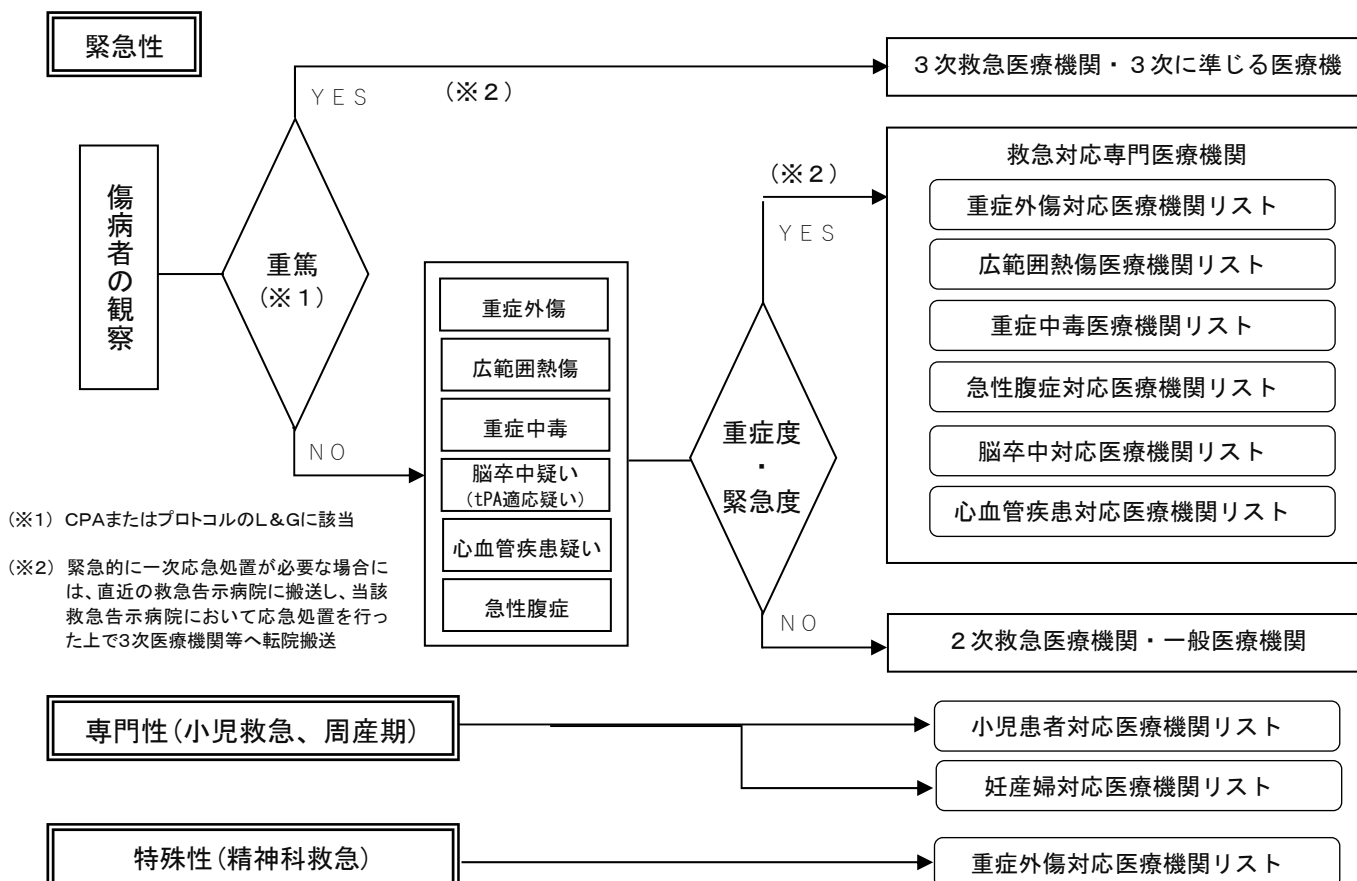 緊急性
3次救急医療機関・3次に準じる医療機
YES
(※2)
救急対応専門医療機関
(※2)
傷病者の観察
重症外傷対応医療機関リスト
YES
重篤
(※1)
広範囲熱傷医療機関リスト
重症外傷
重症中毒医療機関リスト
広範囲熱傷
急性腹症対応医療機関リスト
重症中毒
重症度
・
緊急度
NO
脳卒中対応医療機関リスト
脳卒中疑い
(tPA適応疑い)
心血管疾患対応医療機関リスト
(※1) CPAまたはプロトコルのL&Gに該当
心血管疾患疑い
(※2) 緊急的に一次応急処置が必要な場合に
は、直近の救急告示病院に搬送し、当該
救急告示病院において応急処置を行っ
た上で3次医療機関等へ転院搬送
急性腹症
NO
2次救急医療機関・一般医療機関
専門性(小児救急、周産期)
小児患者対応医療機関リスト
妊産婦対応医療機関リスト
特殊性(精神科救急)
重症外傷対応医療機関リスト